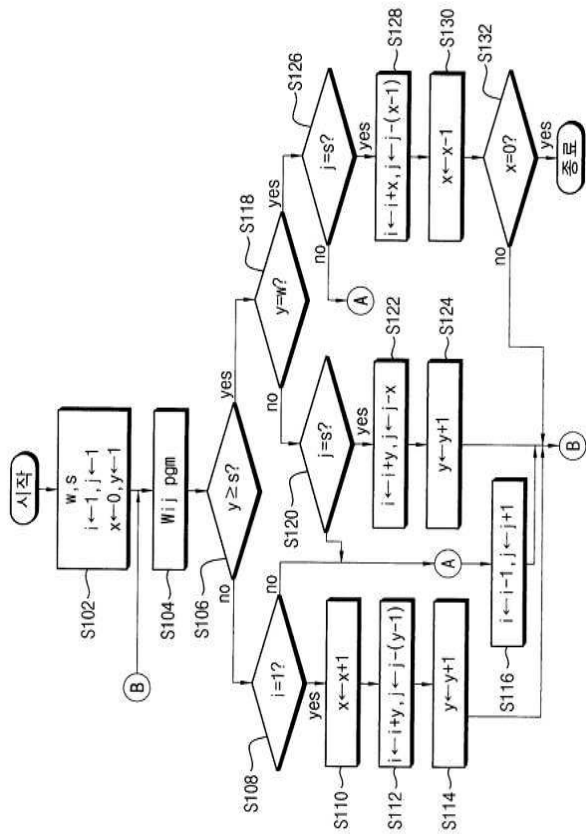 시작
S102
W,S
i←1, j←1
x←0, y←1
B
S104
Wij pgm
S106
y ≥ s?
no
yes
S108
i=1?
no
yes
S110
x←x+1
S112
i←i+y, j←j-(y-1)
S114
y←y+1
S118
y=w?
no
yes
S120
j=s?
yes
S122
i←i+y, j←j-x
S124
y←y+1
A
S116
i←i-1, j←j+1
B
S126
j=s?
no
yes
A
S128
i←i+x, j←j-(x-1)
S130
x←x-1
S132
x=0?
no
yes
종료